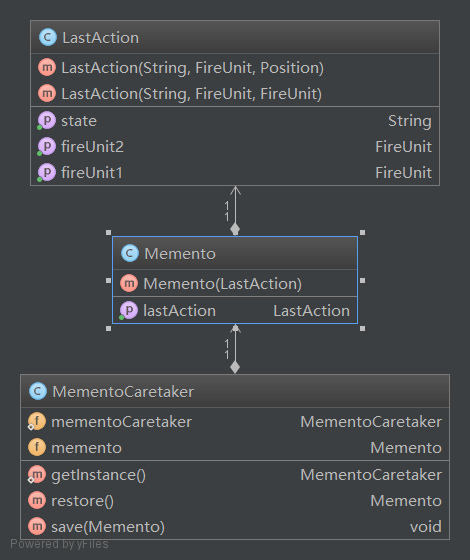 LastAction
LastAction(String, FireUnit, Position)
LastAction(String, FireUnit, FireUnit)
state String
fireUnit2 FireUnit
fireUnit1 FireUnit
1
1
Memento
Memento(LastAction)
lastAction LastAction
1
1
MementoCaretaker
mementoCaretaker MementoCaretaker
memento Memento
getInstance() MementoCaretaker
restore() Memento
save(Memento) void
Powered by yFiles